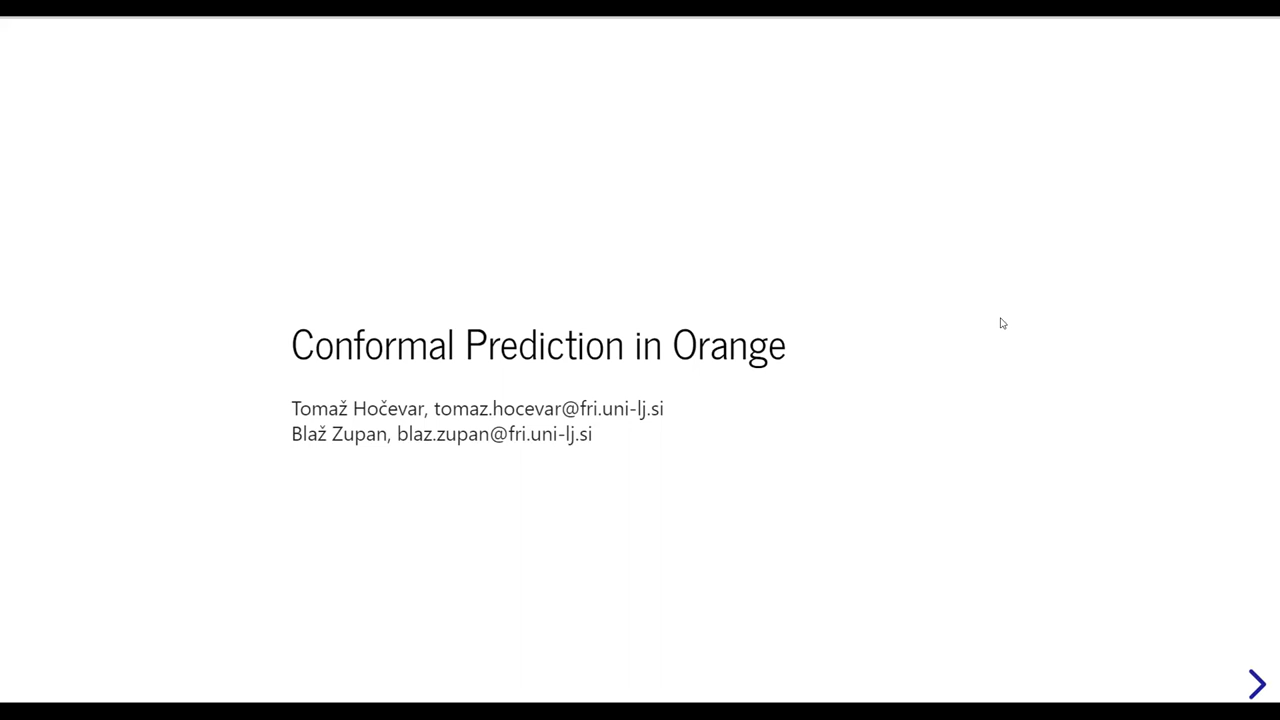 Conformal Prediction in Orange
Tomaž Hočevar, tomaz.hocevar@fri.uni-lj.si
Blaž Zupan, blaz.zupan@fri.uni-lj.si